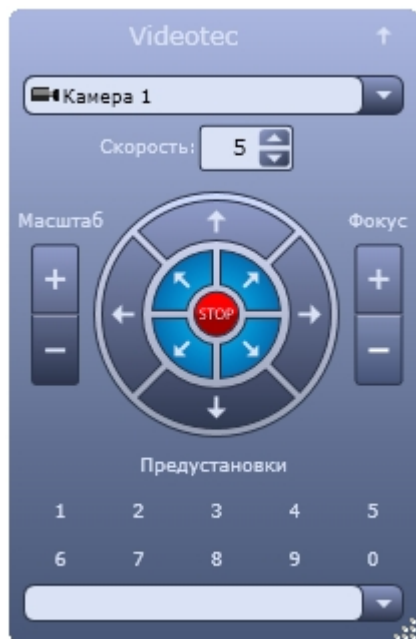 Videotec
Камера 1
Скорость: 5
Масштаб Фокус
+ +
STOP
− −
Предустановки
1 2 3 4 5
6 7 8 9 0